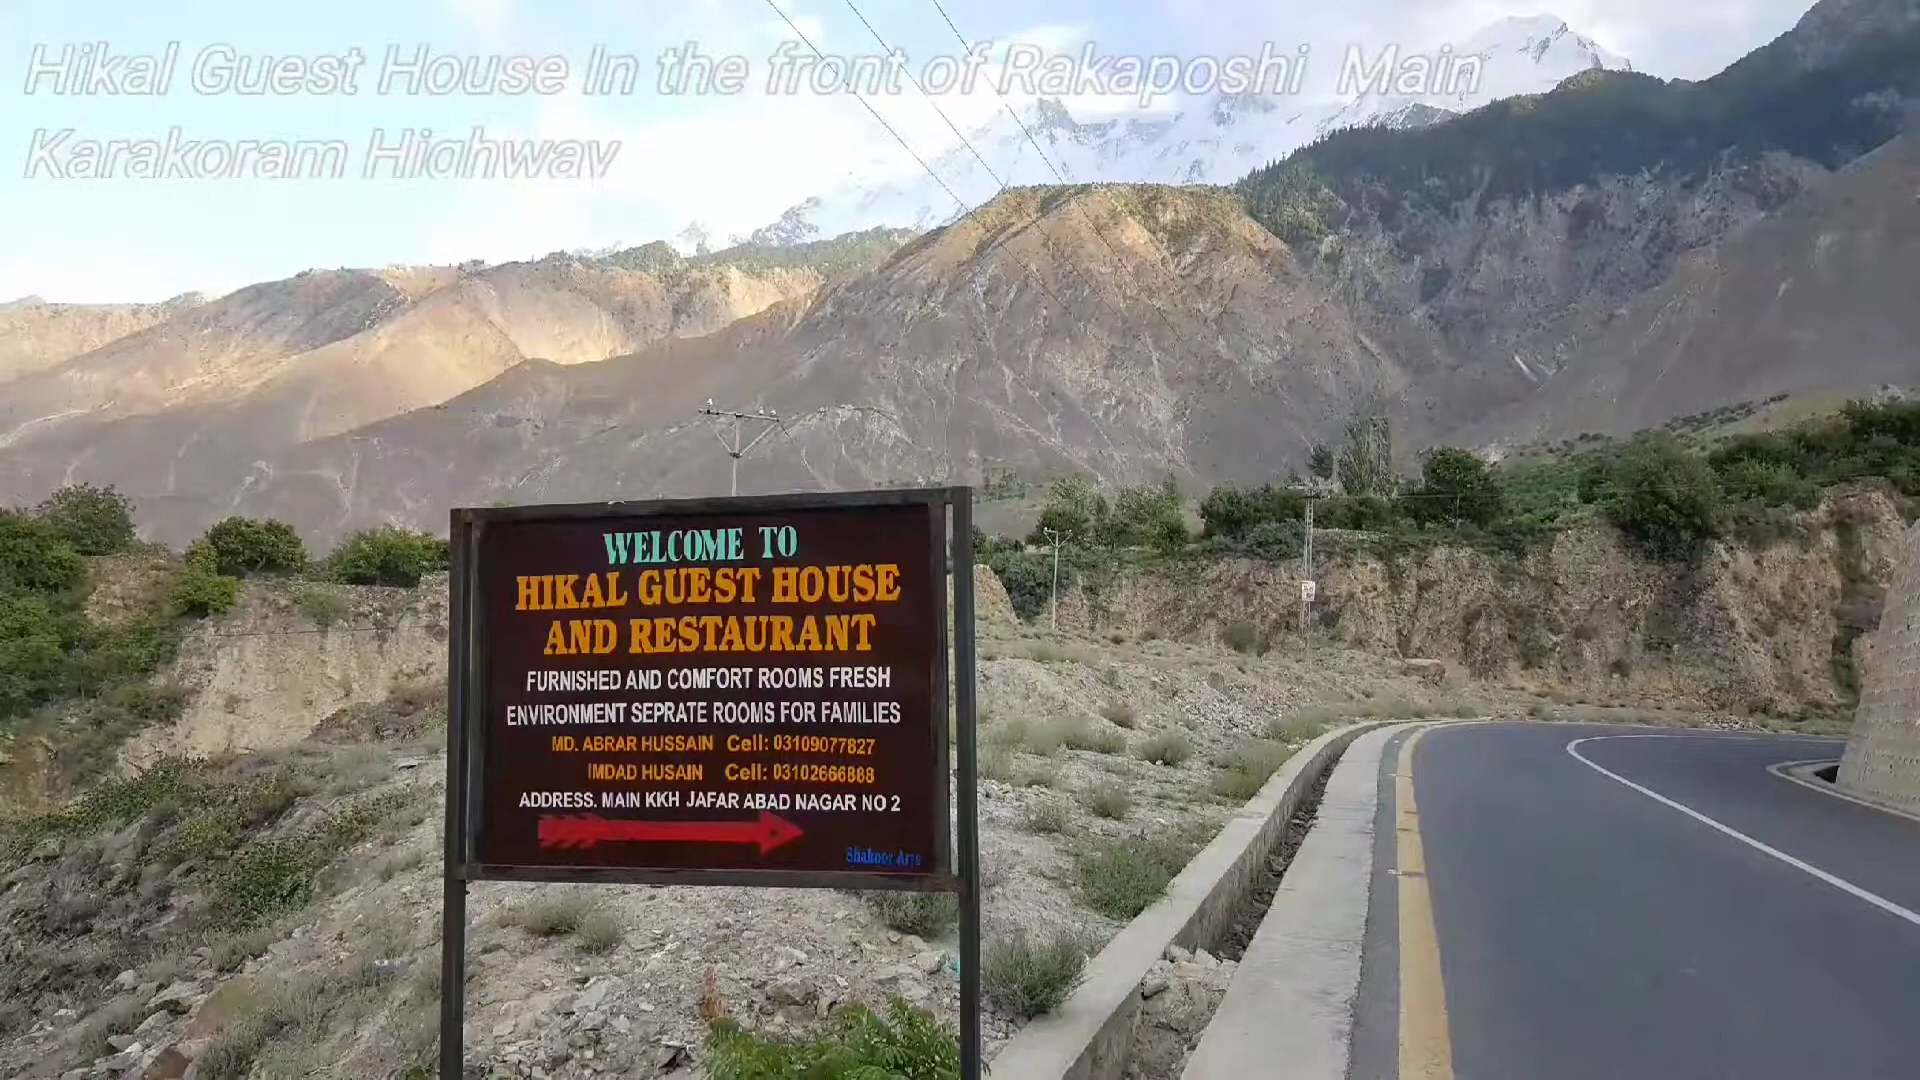 Hikal Guest House In the front of Rakaposhi Main
Karakoram Highway
WELCOME TO
HIKAL GUEST HOUSE
AND RESTAURANT
FURNISHED AND COMFORT ROOMS FRESH
ENVIRONMENT SEPRATE ROOMS FOR FAMILIES
MD. ABRAR HUSSAIN Cell: 03109077827
IMDAD HUSAIN Cell: 03102666888
ADDRESS. MAIN KKH JAFAR ABAD NAGAR NO 2
Shakoor Arts